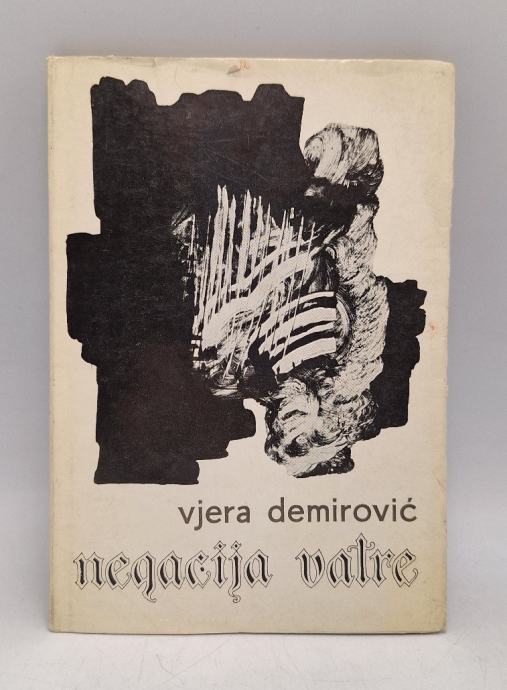 vjera demirović
negacija vatre